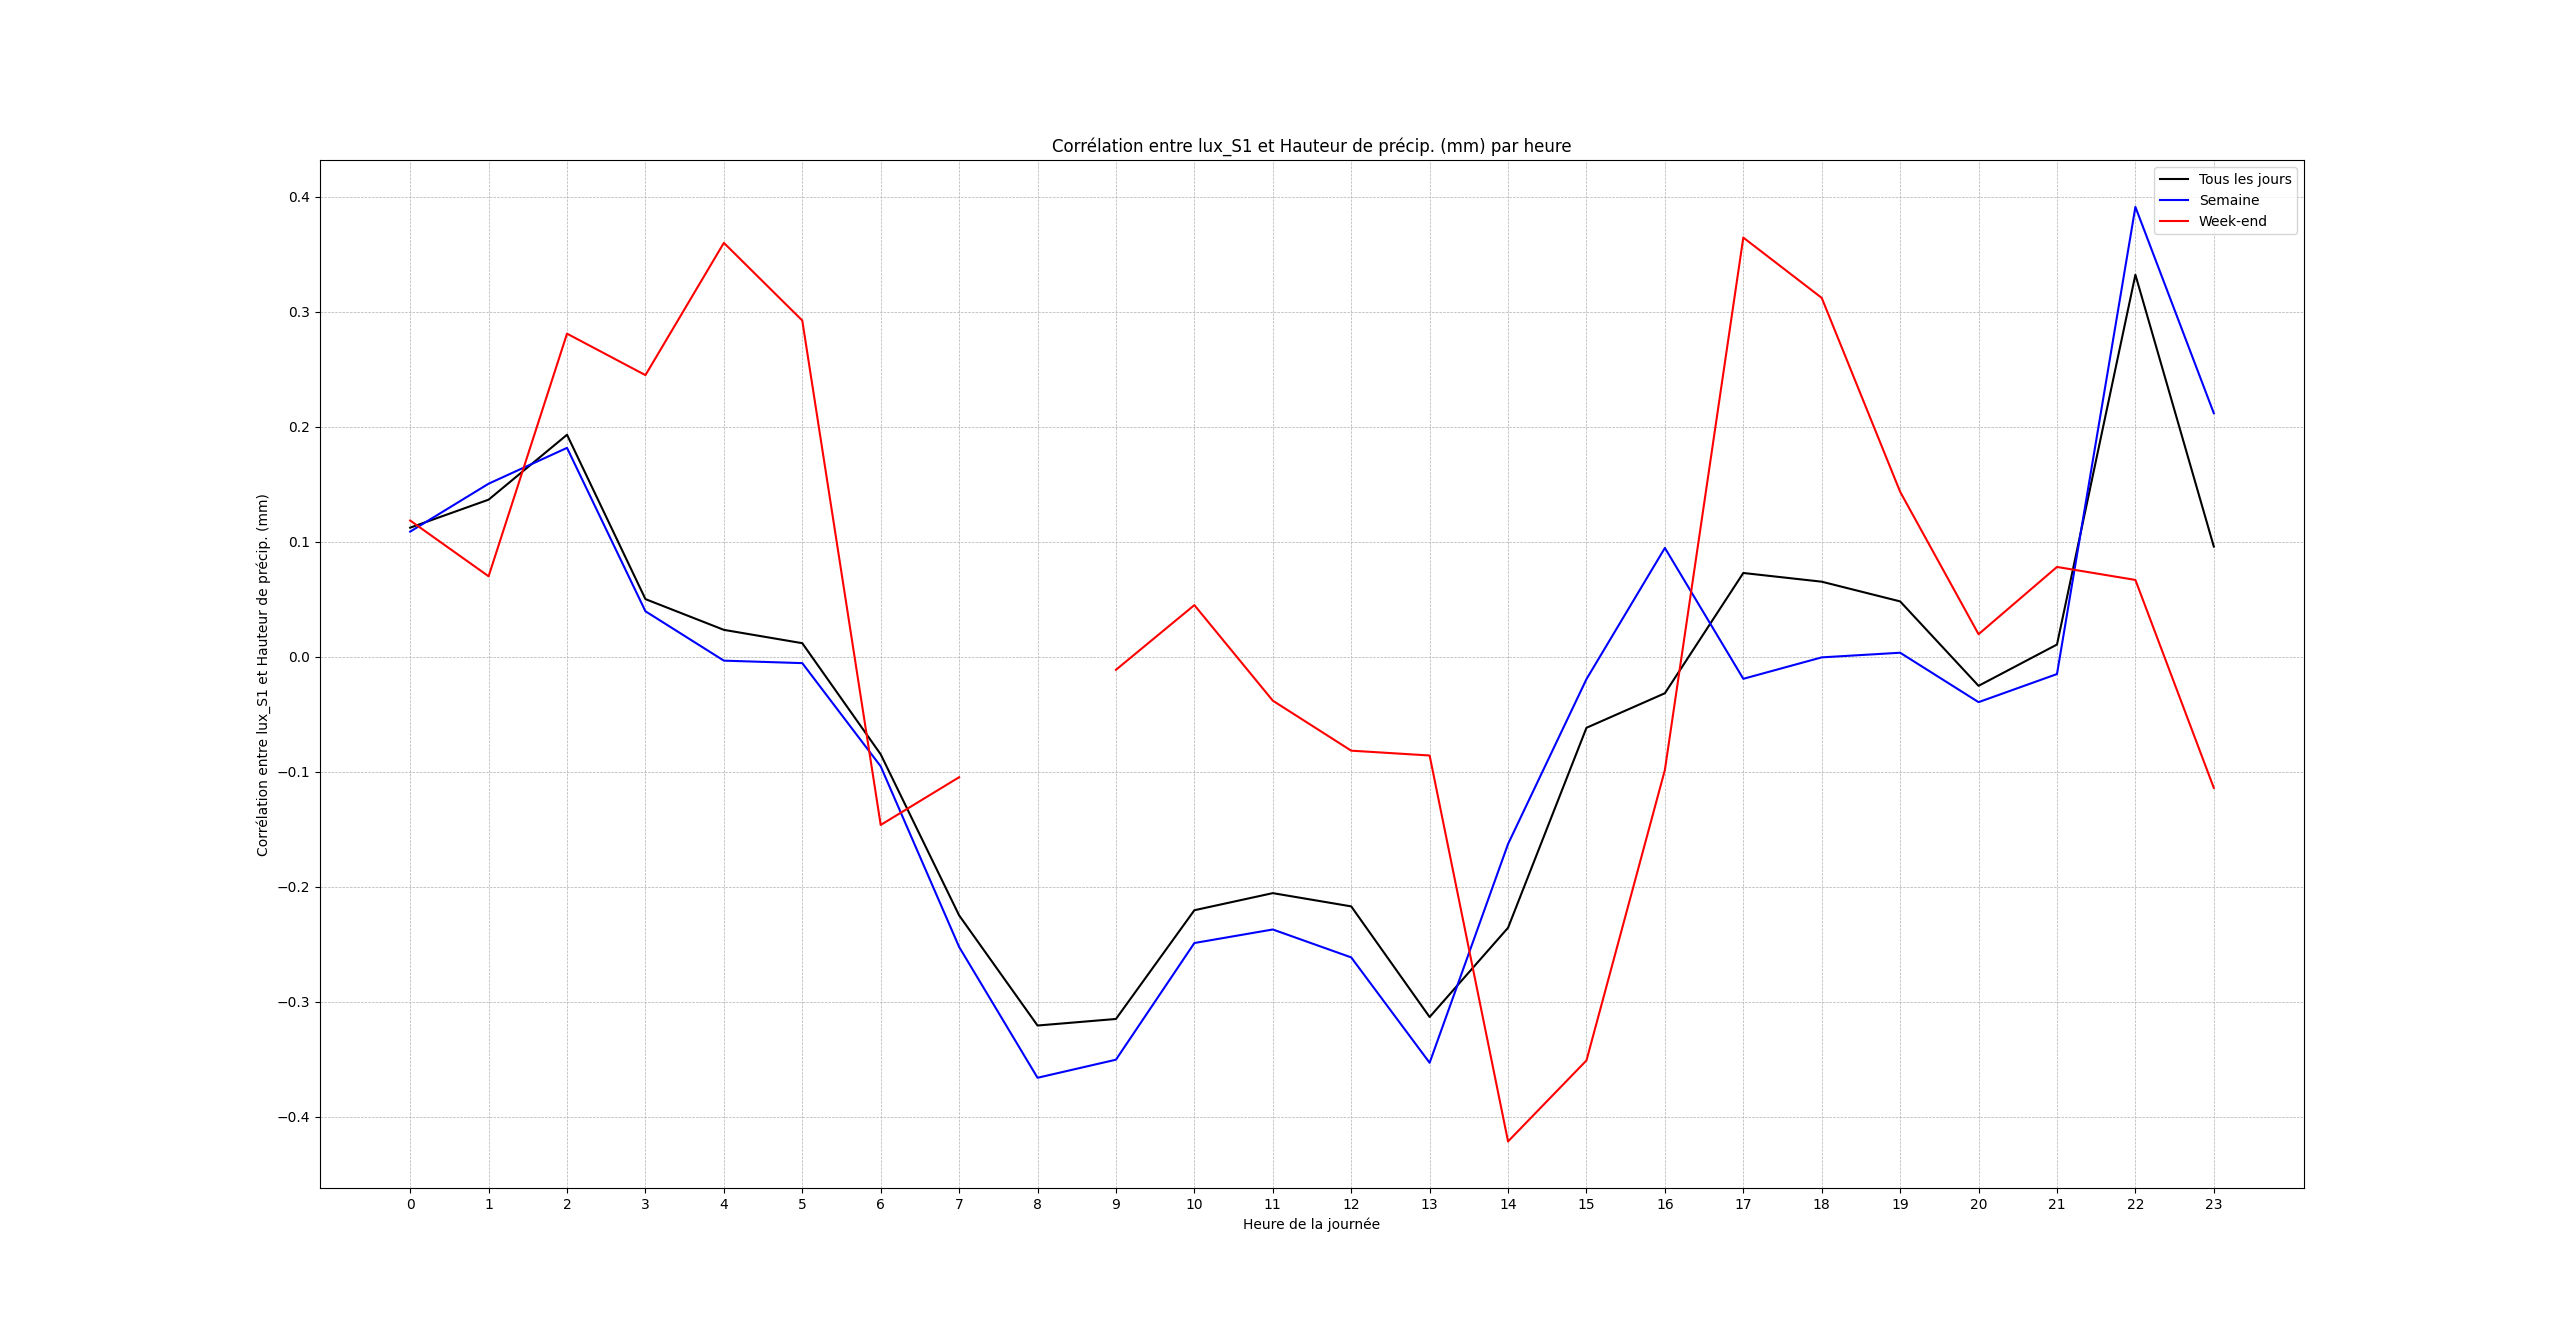 Corrélation entre lux_S1 et Hauteur de précip. (mm) par heure
Tous les jours
Semaine
Week-end
Corrélation entre lux_S1 et Hauteur de précip. (mm)
0.4
0.3
0.2
0.1
0.0
−0.1
−0.2
−0.3
−0.4
0 1 2 3 4 5 6 7 8 9 10 11 12 13 14 15 16 17 18 19 20 21 22 23
Heure de la journée